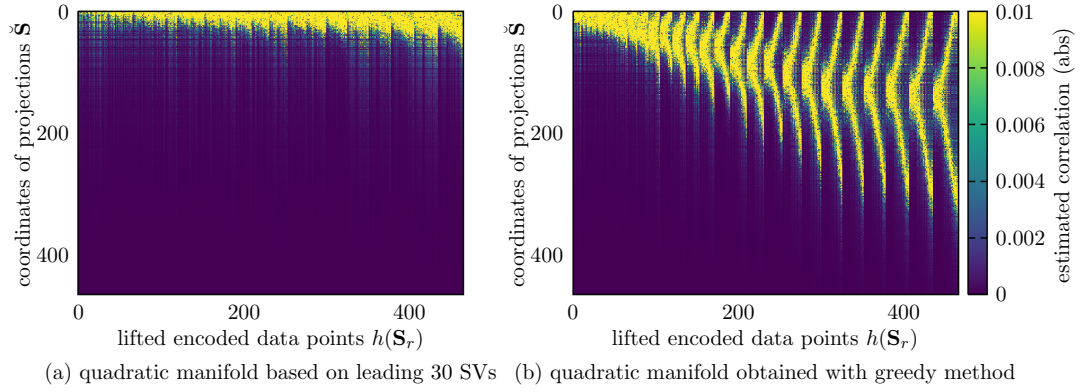 0
200
400
coordinates of projections S̆
0
200
400
lifted encoded data points h(S_r)
(a) quadratic manifold based on leading 30 SVs
0
200
400
coordinates of projections S̆
0
200
400
lifted encoded data points h(S_r)
(b) quadratic manifold obtained with greedy method
0.01
0.008
0.006
0.004
0.002
0
estimated correlation (abs)